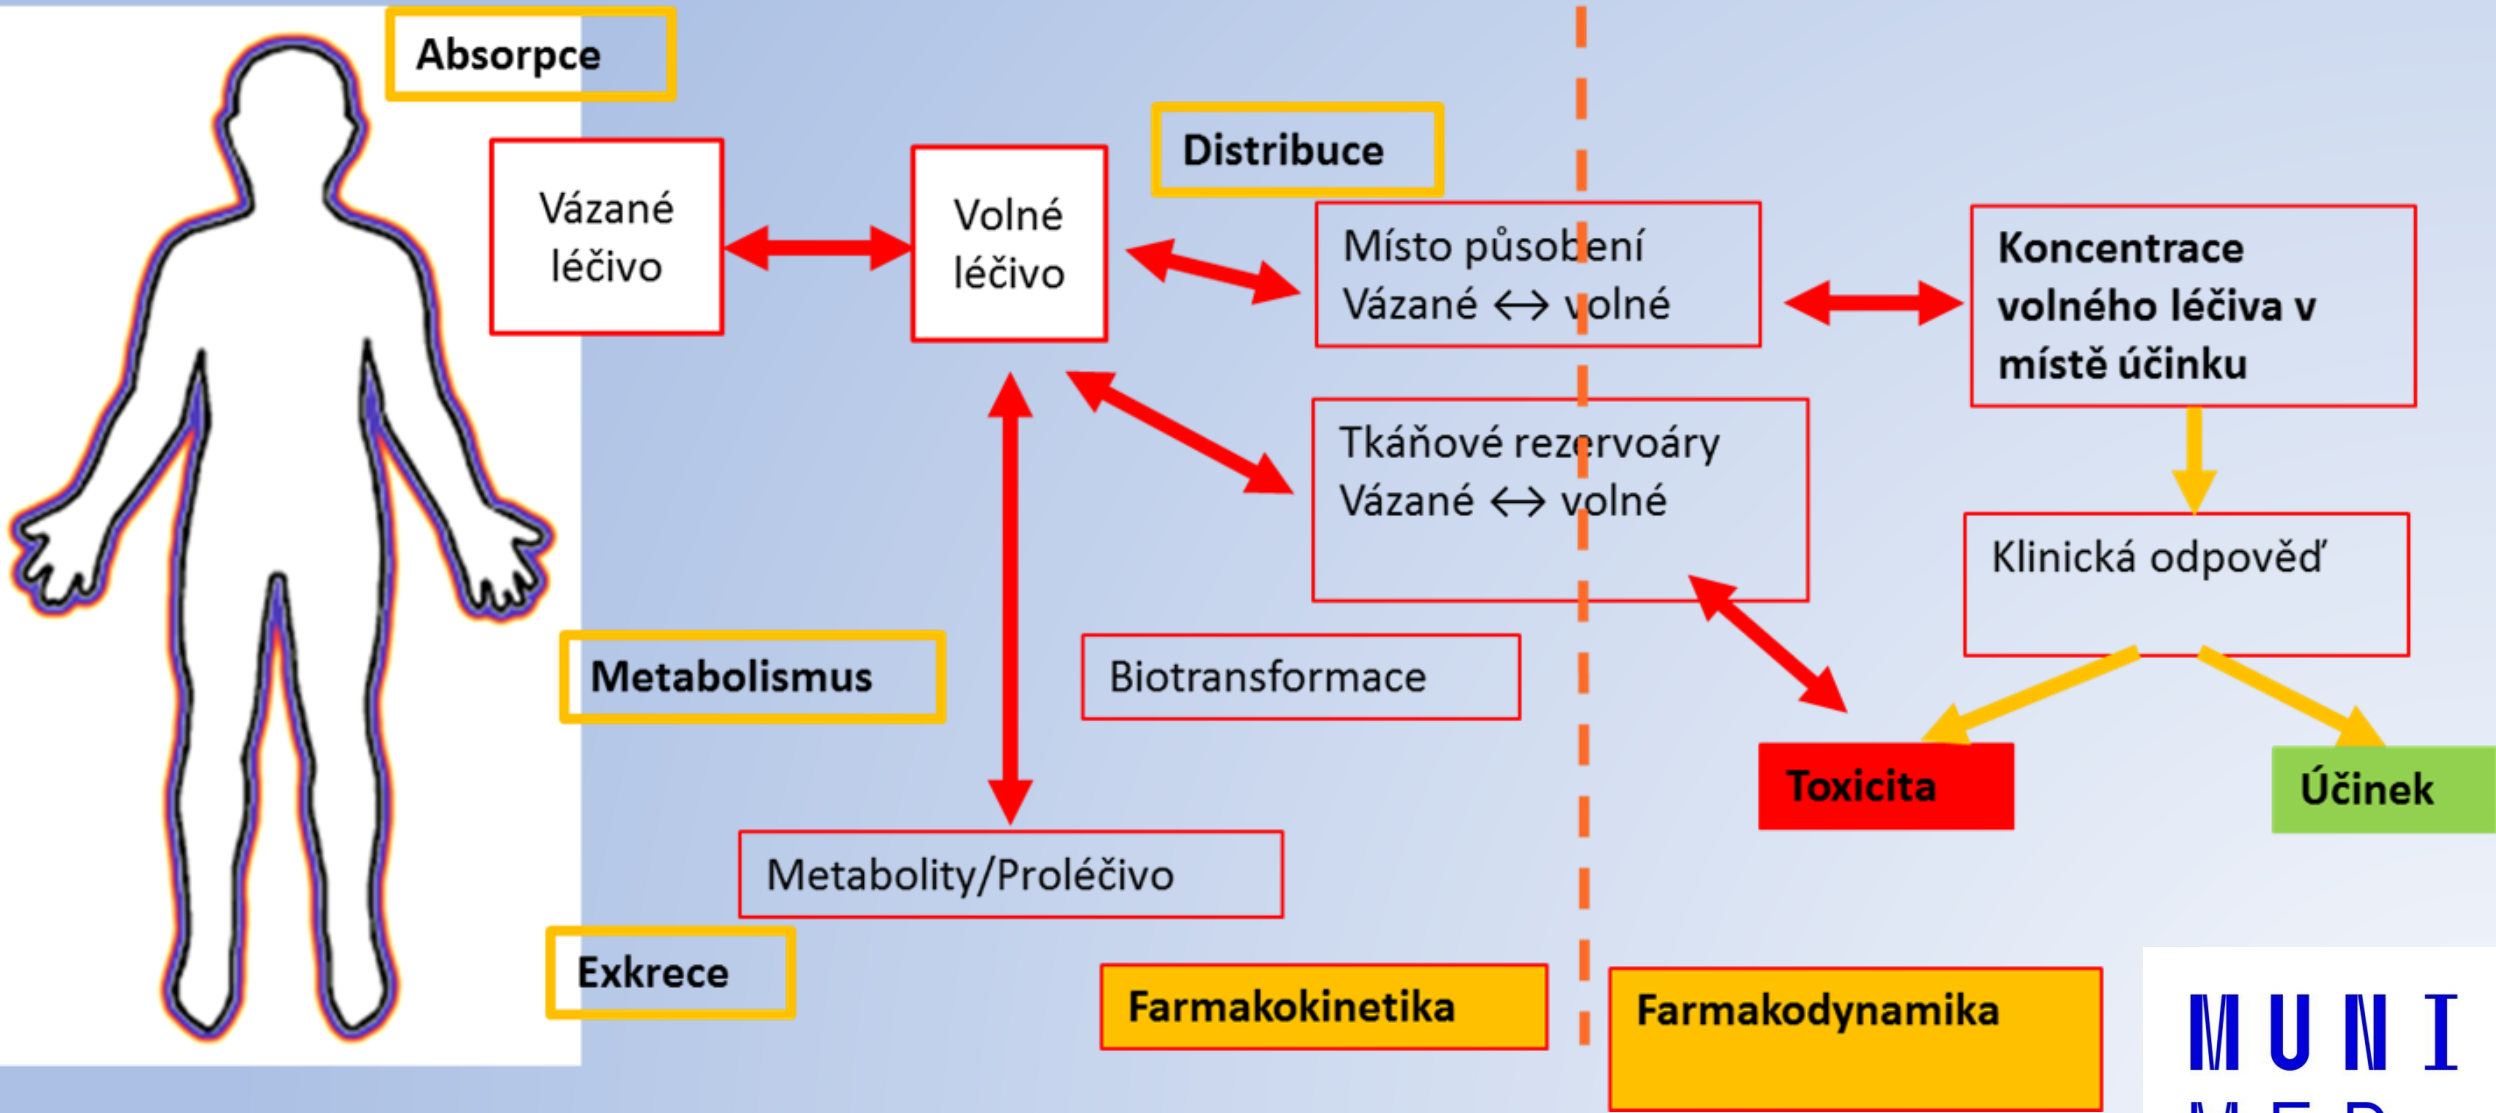 Absorpce
Distribuce
Vázané
léčivo
Volné
léčivo
Místo působení
Vázané ↔ volné
Koncentrace
volného léčiva v
místě účinku
Tkáňové rezervoáry
Vázané ↔ volné
Klinická odpověď
Metabolismus
Biotransformace
Toxicita
Účinek
Metabolity/Proléčivo
Exkrece
Farmakokinetika
Farmakodynamika
MUNI